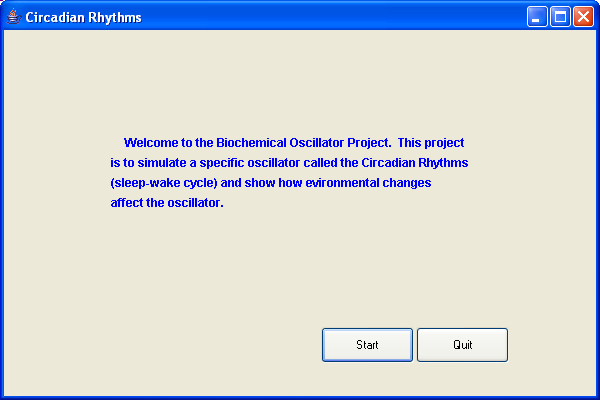 Circadian Rhythms
Welcome to the Biochemical Oscillator Project. This project
is to simulate a specific oscillator called the Circadian Rhythms
(sleep-wake cycle) and show how evironmental changes
affect the oscillator.
Start Quit